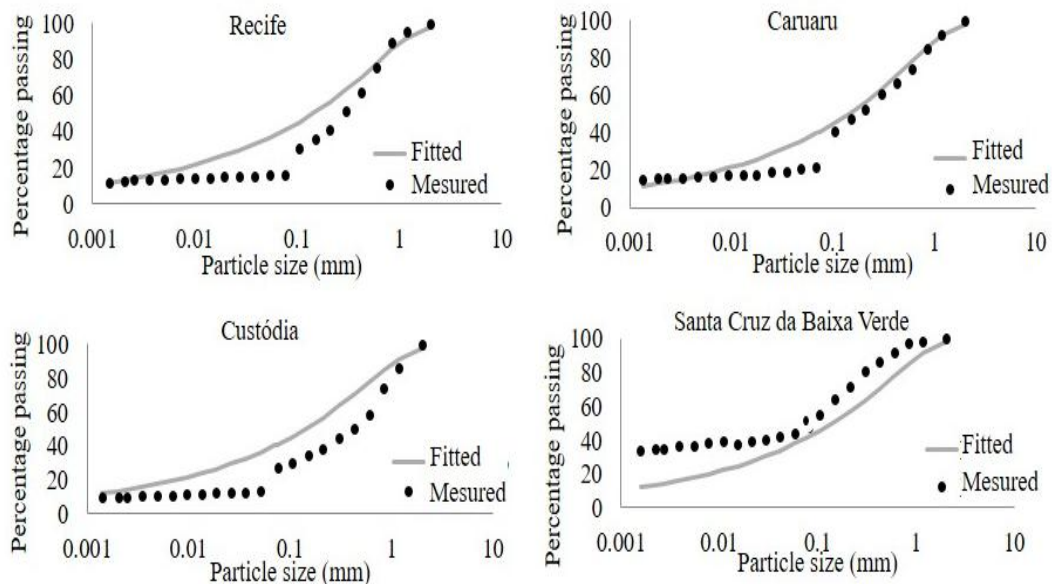 Recife
Percentage passing
100
80
60
40
20
0
Fitted
Mesured
0.001 0.01 0.1 1 10
Particle size (mm)
Caruaru
Percentage passing
100
80
60
40
20
0
Fitted
Mesured
0.001 0.01 0.1 1 10
Particle size (mm)
Custódia
Percentage passing
100
80
60
40
20
0
Fitted
Mesured
0.001 0.01 0.1 1 10
Particle size (mm)
Santa Cruz da Baixa Verde
Percentage passing
100
80
60
40
20
0
Fitted
Mesured
0.001 0.01 0.1 1 10
Particle size (mm)